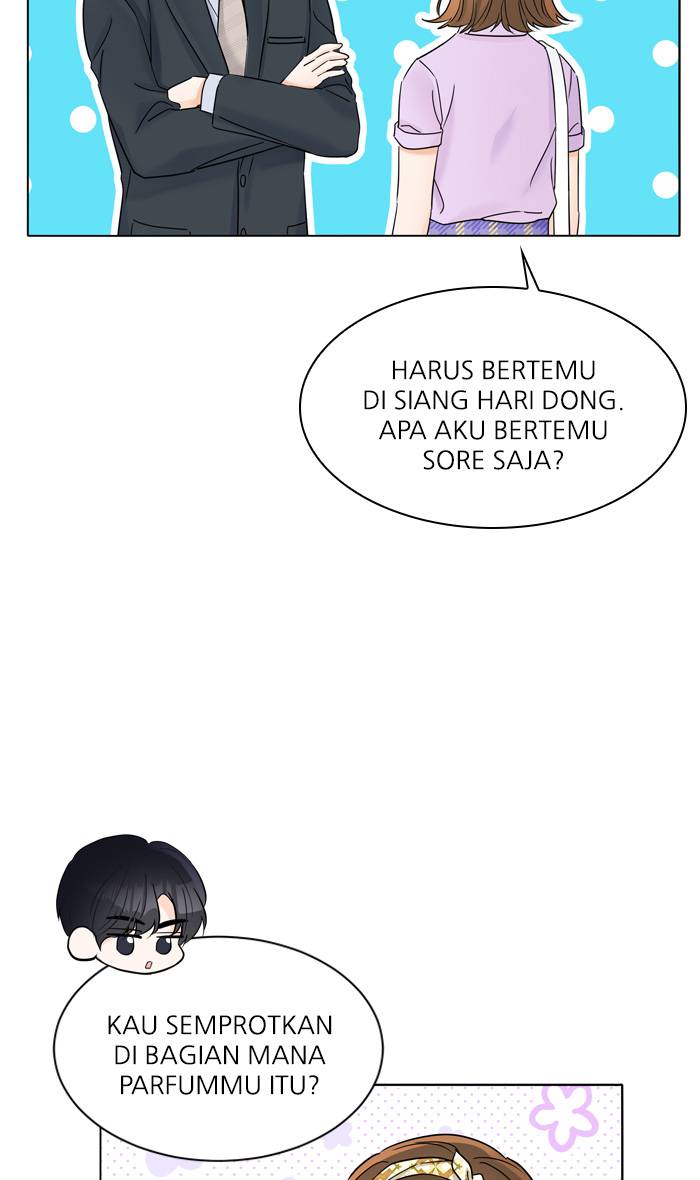 HARUS BERTEMU
DI SIANG HARI DONG.
APA AKU BERTEMU
SORE SAJA?
KAU SEMPROTKAN
DI BAGIAN MANA
PARFUMMU ITU?